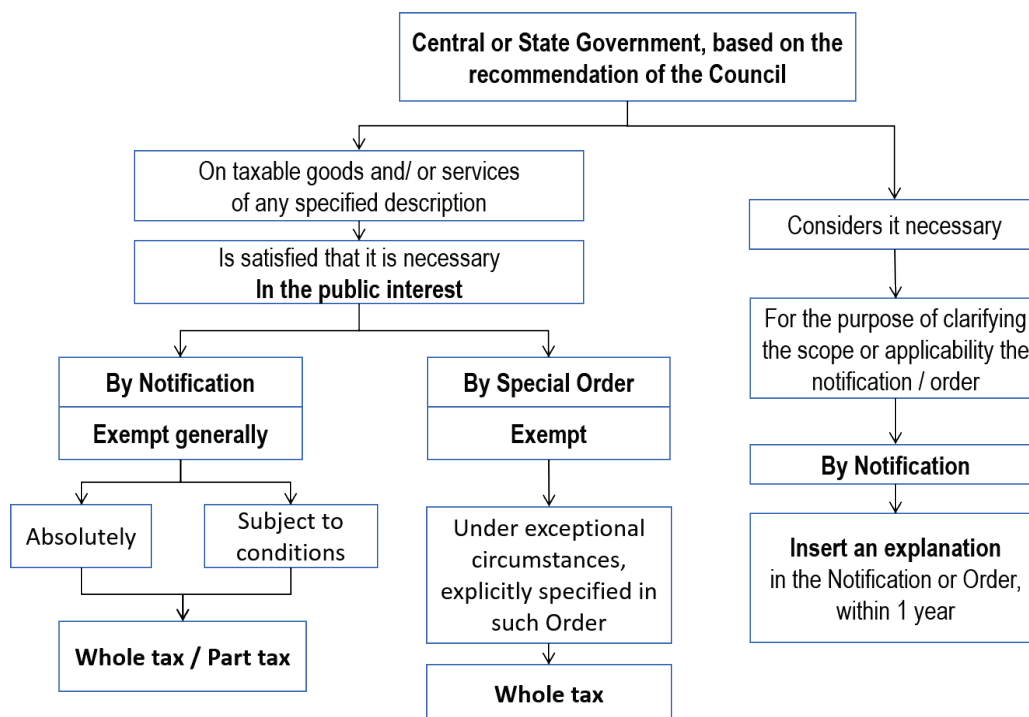 Central or State Government, based on the
recommendation of the Council
On taxable goods and/ or services
of any specified description
Is satisfied that it is necessary
In the public interest
By Notification
Exempt generally
Absolutely
Subject to
conditions
Whole tax / Part tax
By Special Order
Exempt
Under exceptional
circumstances,
explicitly specified in
such Order
Whole tax
Considers it necessary
For the purpose of clarifying
the scope or applicability the
notification / order
By Notification
Insert an explanation
in the Notification or Order,
within 1 year